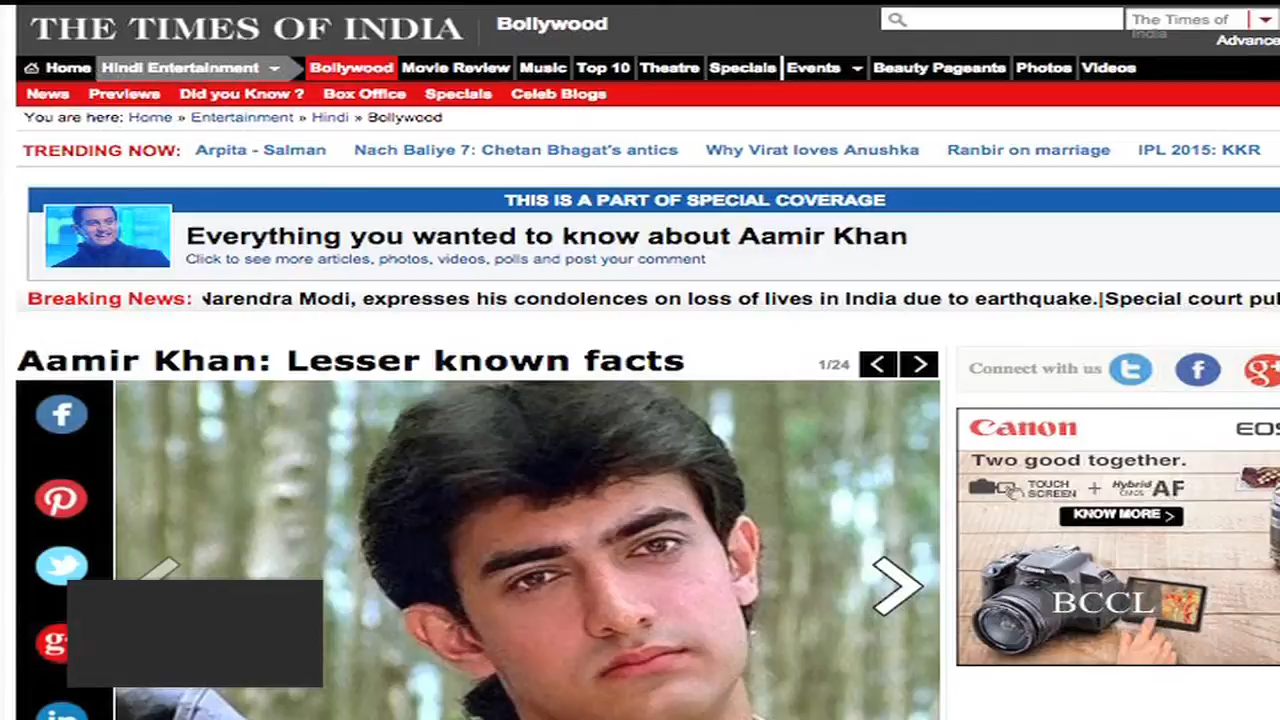 THE TIMES OF INDIA
Bollywood
The Times of
India
Advance
Home Hindi Entertainment Bollywood Movie Review Music Top 10 Theatre Specials Events Beauty Pageants Photos Videos
News Previews Did you Know ? Box Office Specials Celeb Blogs
You are here: Home » Entertainment » Hindi » Bollywood
TRENDING NOW: Arpita - Salman Nach Baliye 7: Chetan Bhagat's antics Why Virat loves Anushka Ranbir on marriage IPL 2015: KKR
THIS IS A PART OF SPECIAL COVERAGE
Everything you wanted to know about Aamir Khan
Click to see more articles, photos, videos, polls and post your comment
Breaking News: Narendra Modi, expresses his condolences on loss of lives in India due to earthquake.|Special court pu
Aamir Khan: Lesser known facts
1/24 < >
Connect with us
Canon EOS
Two good together.
TOUCH
SCREEN + Hybrid
CMOS AF
KNOW MORE >
BCCL